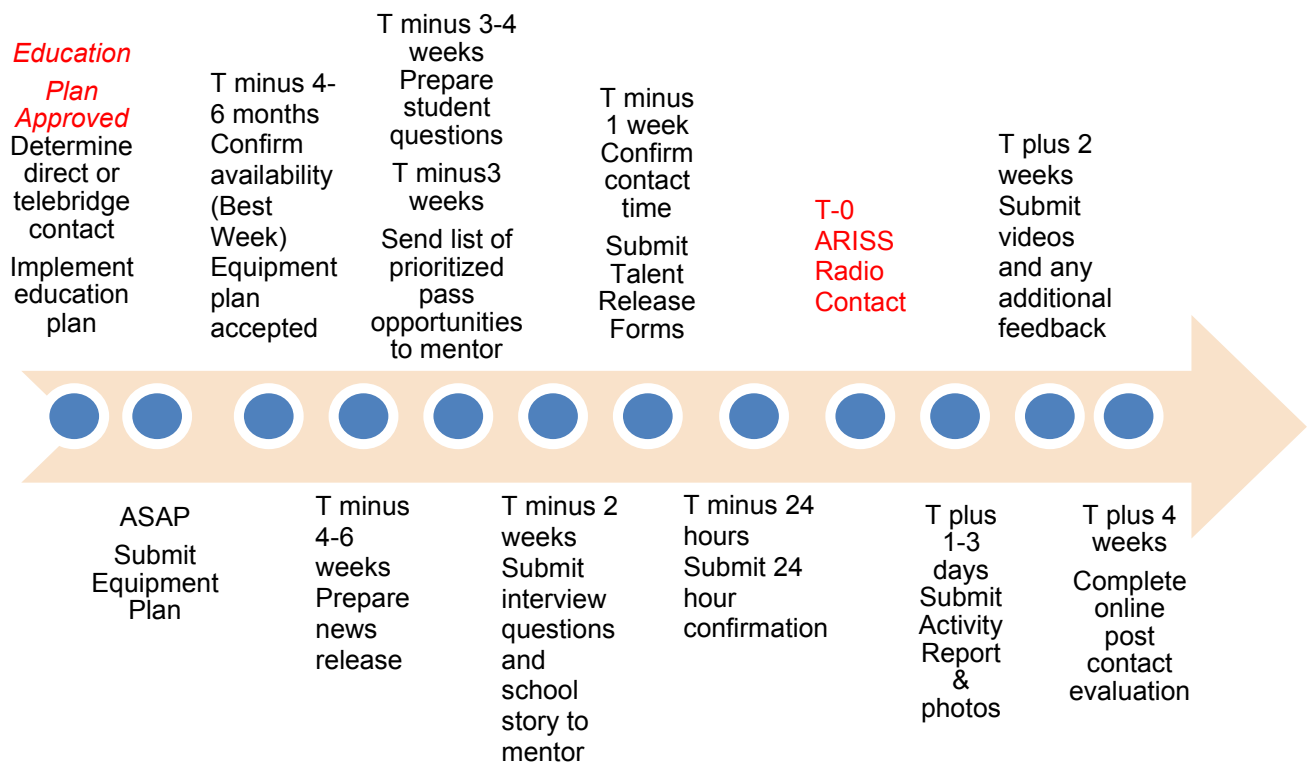 Education
Plan
Approved
Determine
direct or
telebridge
contact
Implement
education
plan
T minus 4-
6 months
Confirm
availability
(Best
Week)
Equipment
plan
accepted
T minus 3-4
weeks
Prepare
student
questions
T minus3
weeks
Send list of
prioritized
pass
opportunities
to mentor
T minus
1 week
Confirm
contact
time
Submit
Talent
Release
Forms
T-0
ARISS
Radio
Contact
T plus 2
weeks
Submit
videos
and any
additional
feedback
ASAP
Submit
Equipment
Plan
T minus
4-6
weeks
Prepare
news
release
T minus 2
weeks
Submit
interview
questions
and
school
story to
mentor
T minus 24
hours
Submit 24
hour
confirmation
T plus
1-3
days
Submit
Activity
Report
&
photos
T plus 4
weeks
Complete
online
post
contact
evaluation